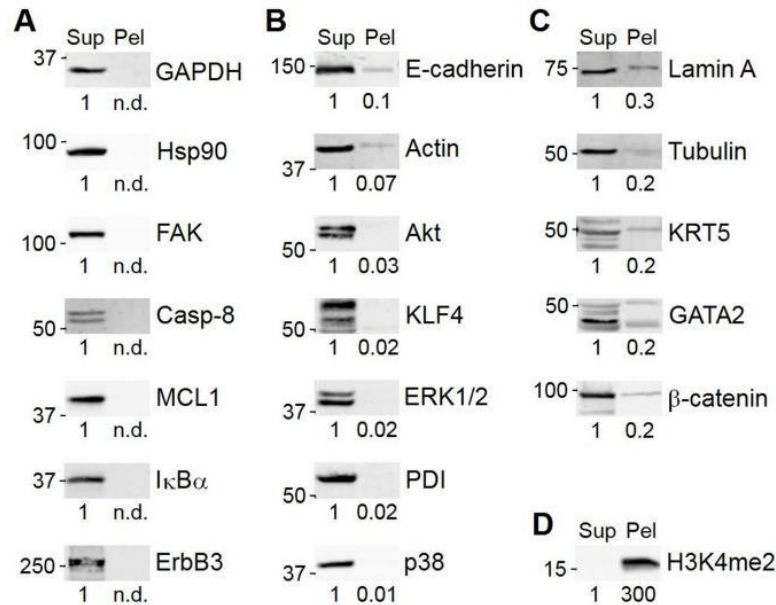 A
Sup Pel
37 - GAPDH
1 n.d.
100 - Hsp90
1 n.d.
100 - FAK
1 n.d.
50 - Casp-8
1 n.d.
37 - MCL1
1 n.d.
37 - IκBα
1 n.d.
250 - ErbB3
1 n.d.
B
Sup Pel
150 - E-cadherin
1 0.1
37 - Actin
1 0.07
50 - Akt
1 0.03
50 - KLF4
1 0.02
37 - ERK1/2
1 0.02
50 - PDI
1 0.02
37 - p38
1 0.01
C
Sup Pel
75 - Lamin A
1 0.3
50 - Tubulin
1 0.2
50 - KRT5
1 0.2
50 - GATA2
1 0.2
100 - β-catenin
1 0.2
D
Sup Pel
15 - H3K4me2
1 300